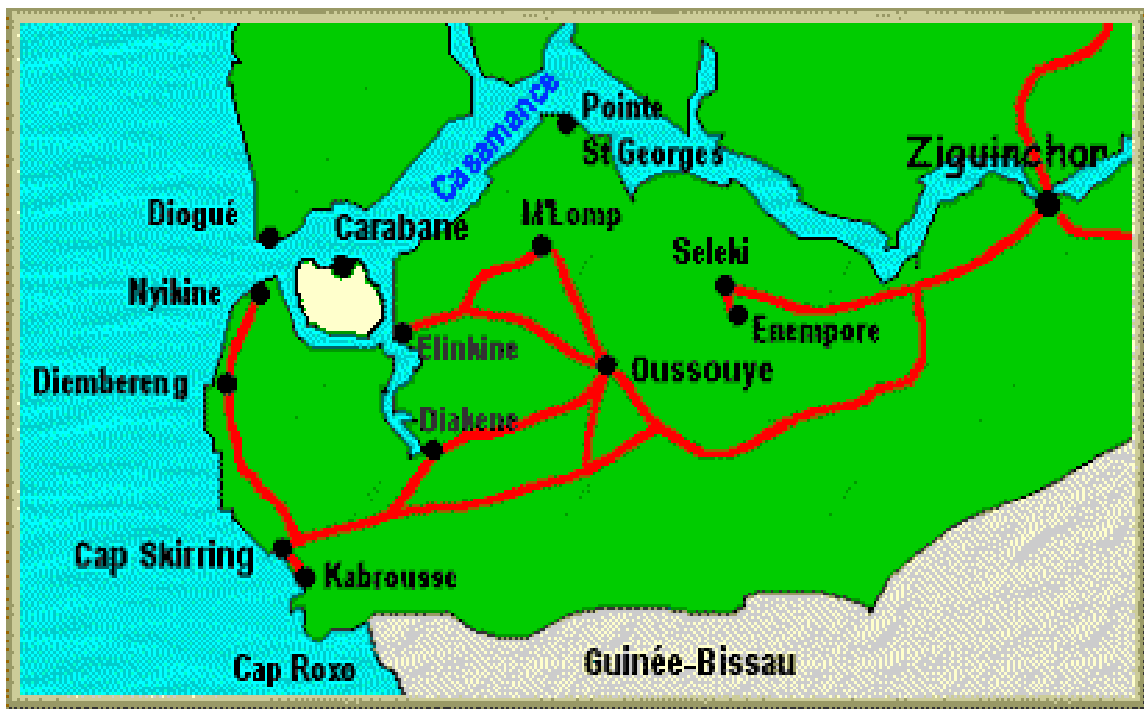 Pointe
St Georges
Casamance
Ziguinchor
Diogué
Carabane
M'Lomp
Seleki
Nyikine
Elinkine
Enempore
Diembereng
Oussouye
Diakene
Cap Skirring
Kabrousse
Cap Roxo
Guinée-Bissau